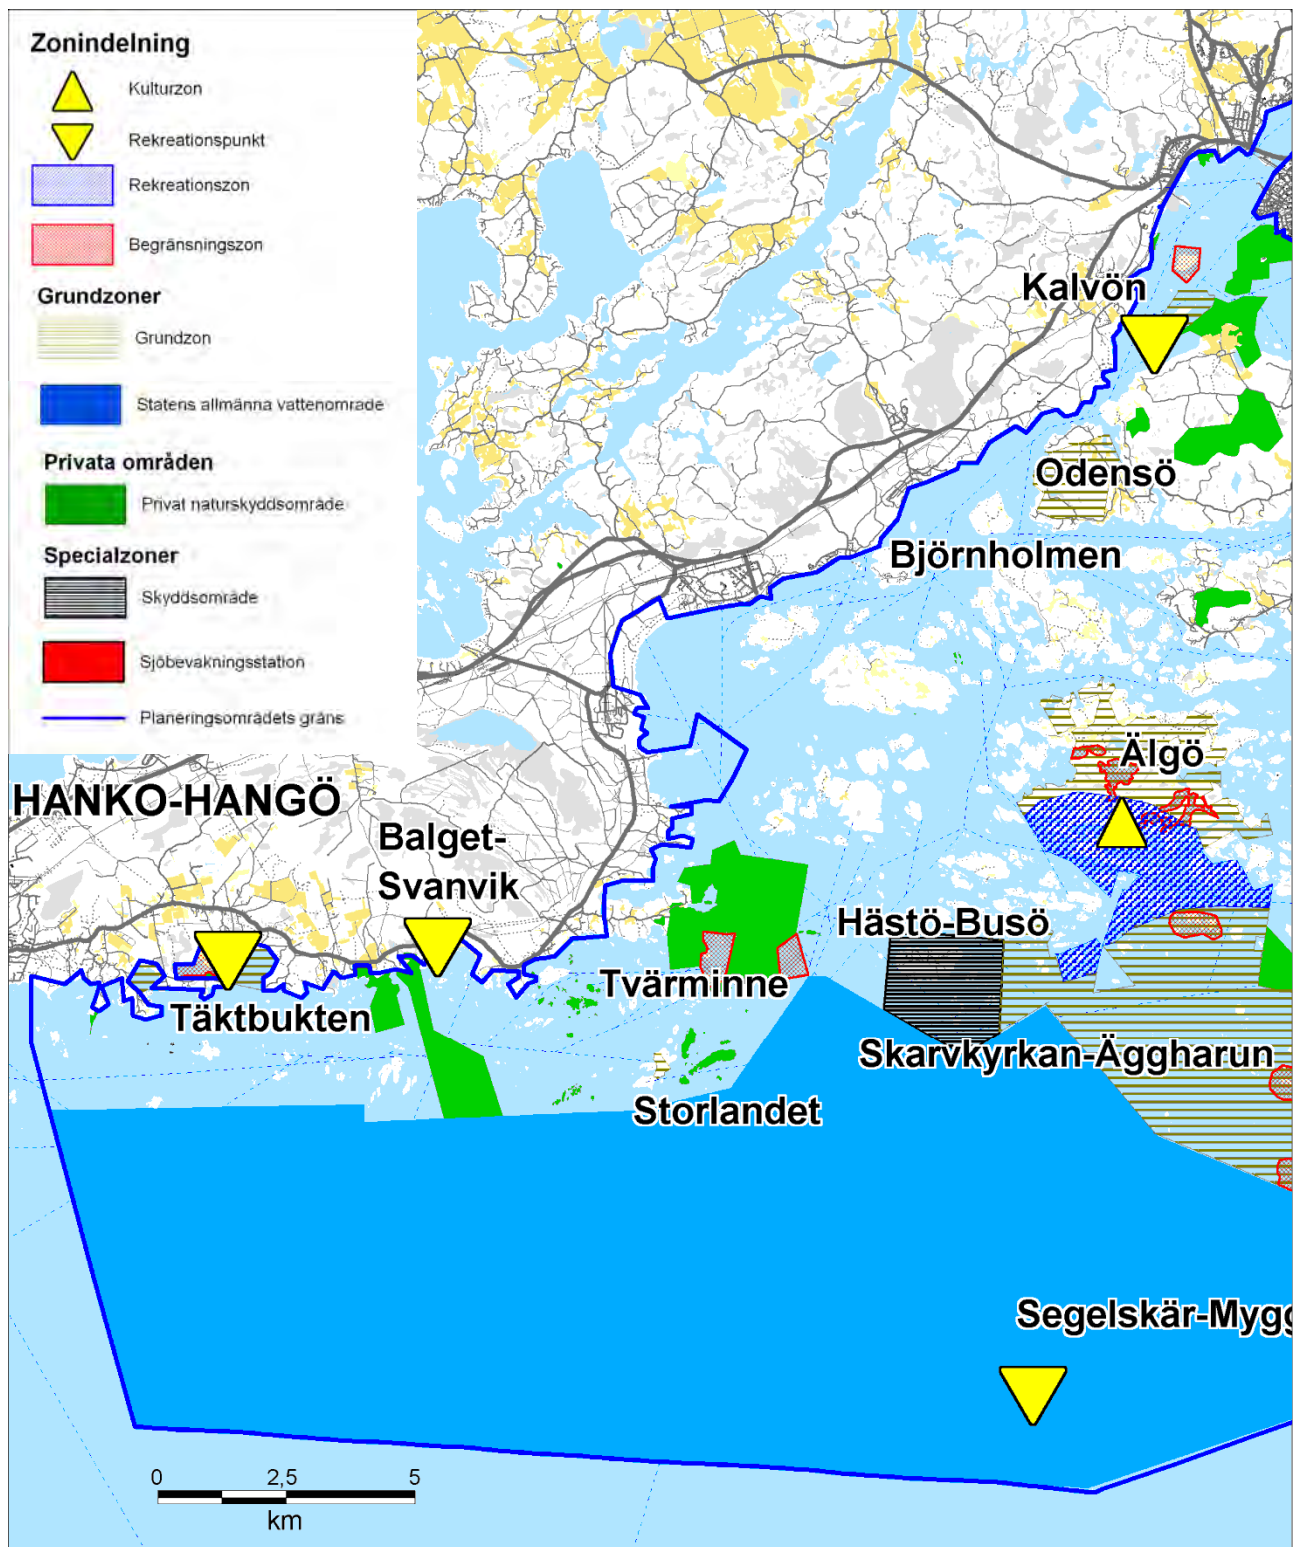 Zonindelning
Kulturzon
Rekreationspunkt
Rekreationszon
Begränsningszon
Grundzoner
Grundzon
Statens allmänna vattenområde
Privata områden
Privat naturskyddsområde
Specialzoner
Skyddsområde
Sjöbevakningsstation
Planeringsområdets gräns
Kalvön
Odensö
Björnholmen
Älgö
HANKO-HANGÖ
Balget-
Svanvik
Hästö-Busö
Tvärminne
Täktbukten
Skarvkyrkan-Äggharun
Storlandet
Segelskär-Mygg
0 2,5 5
km